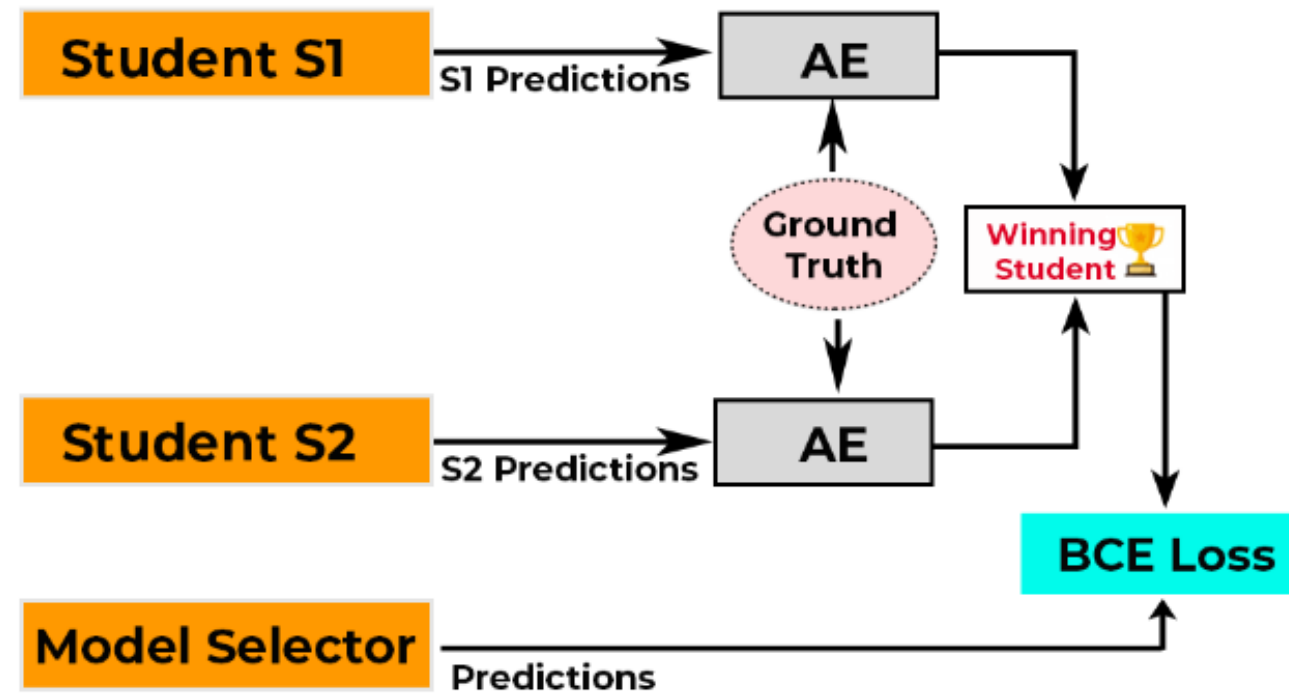 Student S1
S1 Predictions
AE
Ground
Truth
Winning
Student
Student S2
S2 Predictions
AE
BCE Loss
Model Selector
Predictions